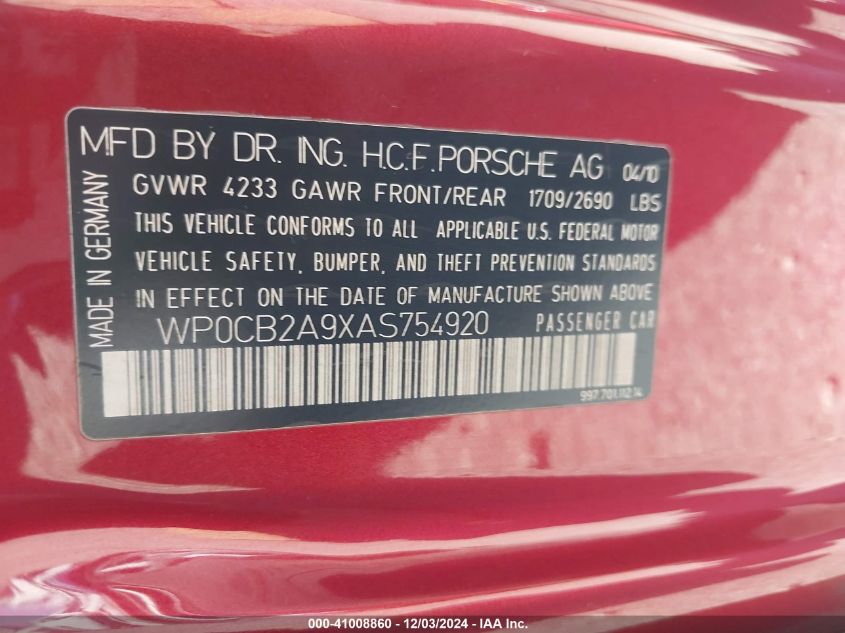 MFD BY DR. ING. H.C.F. PORSCHE AG 04/10
GVWR 4233 GAWR FRONT/REAR 1709/2690 LBS
THIS VEHICLE CONFORMS TO ALL APPLICABLE U.S. FEDERAL MOTOR
VEHICLE SAFETY, BUMPER, AND THEFT PREVENTION STANDARDS
IN EFFECT ON THE DATE OF MANUFACTURE SHOWN ABOVE
WP0CB2A9XAS754920 PASSENGER CAR
997.701.112.14
MADE IN GERMANY
000-41008860 - 12/03/2024 - IAA Inc.